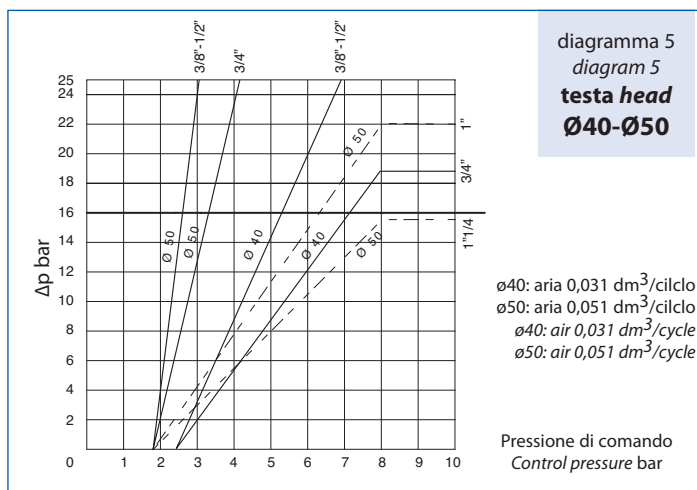 3/8"-1/2"
3/4"
3/8"-1/2"
diagramma 5
diagram 5
testa head
Ø40-Ø50
25
24
22
20
18
16
14
12
10
8
6
4
2
0
Δp bar
Ø 50
Ø 50
Ø 40
Ø 50
Ø 40
Ø 50
1"
3/4"
1"1/4
1
2
3
4
5
6
7
8
9
10
ø40: aria 0,031 dm³/cilclo
ø50: aria 0,051 dm³/cilclo
ø40: air 0,031 dm³/cycle
ø50: air 0,051 dm³/cycle
Pressione di comando
Control pressure bar